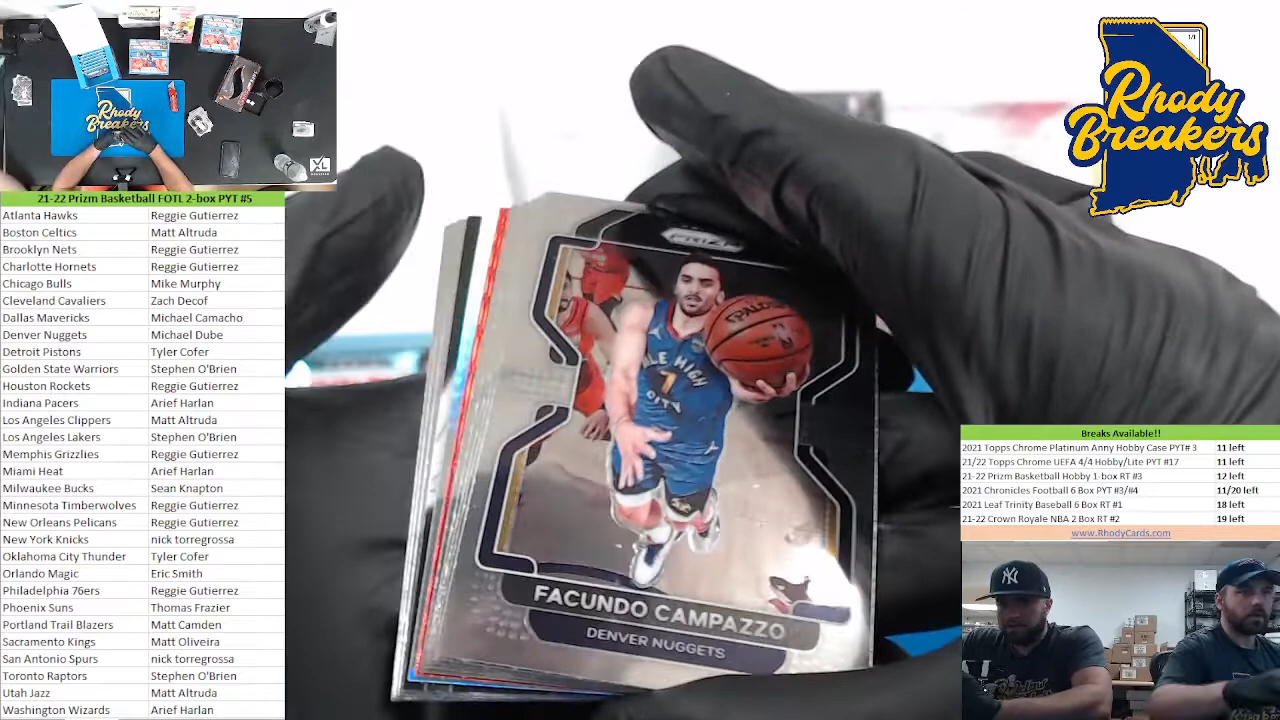 Rhody
Breakers
XL
21-22 Prizm Basketball FOTL 2-box PYT #5
Atlanta Hawks Reggie Gutierrez
Boston Celtics Matt Altruda
Brooklyn Nets Reggie Gutierrez
Charlotte Hornets Reggie Gutierrez
Chicago Bulls Mike Murphy
Cleveland Cavaliers Zach Decof
Dallas Mavericks Michael Camacho
Denver Nuggets Michael Dube
Detroit Pistons Tyler Cofer
Golden State Warriors Stephen O'Brien
Houston Rockets Reggie Gutierrez
Indiana Pacers Arief Harlan
Los Angeles Clippers Matt Altruda
Los Angeles Lakers Stephen O'Brien
Memphis Grizzlies Reggie Gutierrez
Miami Heat Arief Harlan
Milwaukee Bucks Sean Knapton
Minnesota Timberwolves Reggie Gutierrez
New Orleans Pelicans Reggie Gutierrez
New York Knicks nick torregrossa
Oklahoma City Thunder Tyler Cofer
Orlando Magic Eric Smith
Philadelphia 76ers Reggie Gutierrez
Phoenix Suns Thomas Frazier
Portland Trail Blazers Matt Camden
Sacramento Kings Matt Oliveira
San Antonio Spurs nick torregrossa
Toronto Raptors Stephen O'Brien
Utah Jazz Matt Altruda
Washington Wizards Arief Harlan
PRIZM
SPALDING
MILE HIGH
7
CITY
FACUNDO CAMPAZZO
DENVER NUGGETS
1/1
Rhody
Breakers
Breaks Available!!
2021 Topps Chrome Platinum Anny Hobby Case PYT# 3 11 left
21/22 Topps Chrome UEFA 4/4 Hobby/Lite PYT #17 11 left
21-22 Prizm Basketball Hobby 1-box RT #3 12 left
2021 Chronicles Football 6 Box PYT #3/#4 11/20 left
2021 Leaf Trinity Baseball 6 Box RT #1 18 left
21-22 Crown Royale NBA 2 Box RT #2 19 left
www.RhodyCards.com
NY